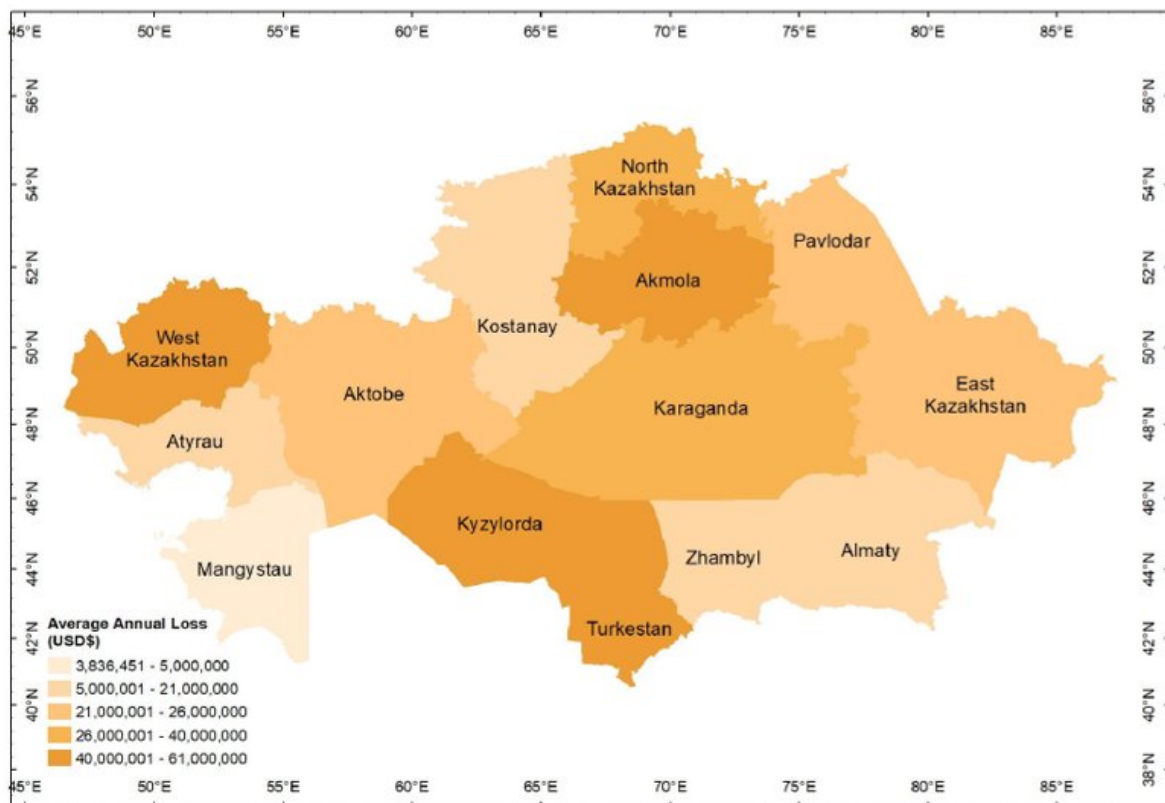 45°E 50°E 55°E 60°E 65°E 70°E 75°E 80°E 85°E
56°N 56°N
54°N 54°N
52°N 52°N
50°N 50°N
48°N 48°N
46°N 46°N
44°N 44°N
42°N 42°N
40°N 40°N
38°N 38°N
North
Kazakhstan
Pavlodar
Akmola
Kostanay
West
Kazakhstan
Aktobe
Karaganda
East
Kazakhstan
Atyrau
Kyzylorda
Zhambyl
Almaty
Mangystau
Turkestan
Average Annual Loss
(USD$)
3,836,451 - 5,000,000
5,000,001 - 21,000,000
21,000,001 - 26,000,000
26,000,001 - 40,000,000
40,000,001 - 61,000,000
45°E 50°E 55°E 60°E 65°E 70°E 75°E 80°E 85°E